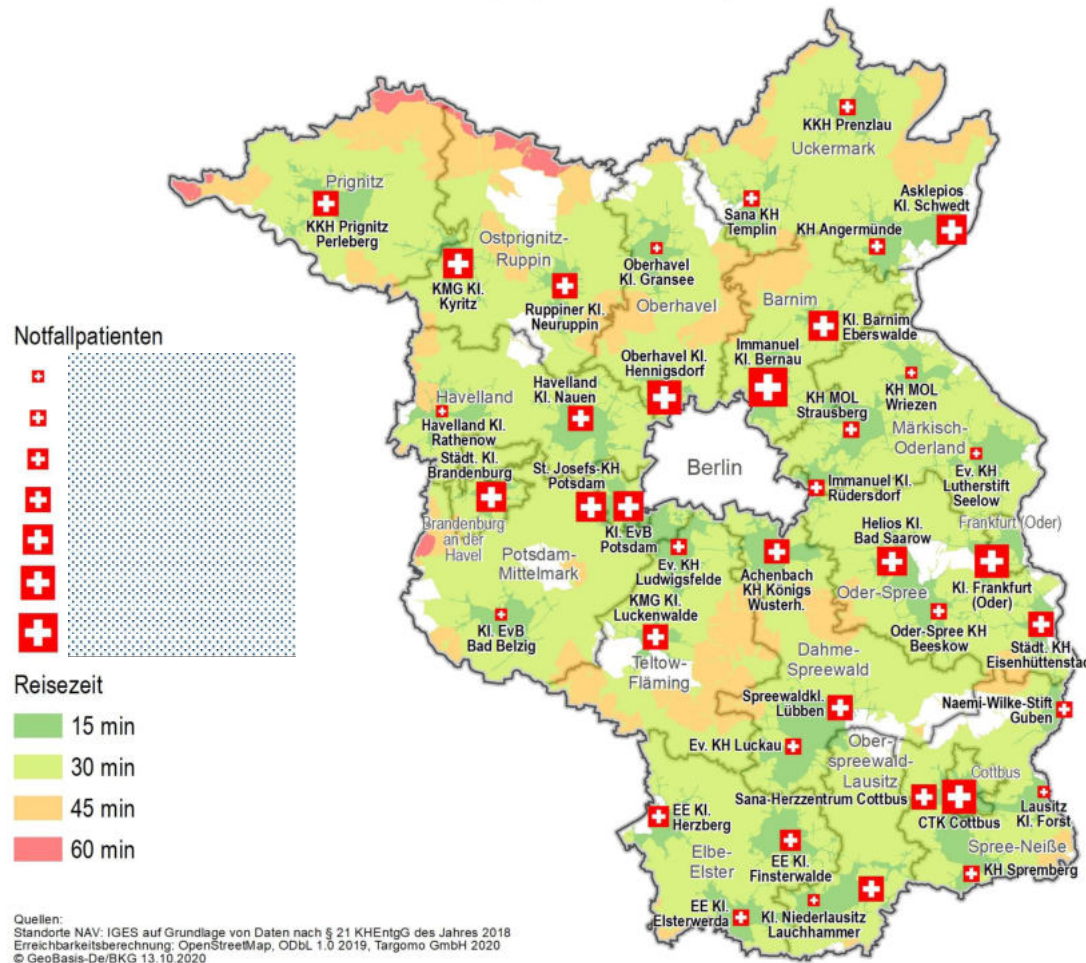 KKH Prenzlau
Uckermark
Prignitz
KKH Prignitz
Perleberg
Sana KH
Templin
Asklepios
Kl. Schwedt
KH Angermünde
Ostprignitz-
Ruppin
KMG Kl.
Kyritz
Oberhavel
Kl. Gransee
Oberhavel
Ruppiner Kl.
Neuruppin
Barnim
Kl. Barnim
Eberswalde
Notfallpatienten
Immanuel
Kl. Bernau
Oberhavel Kl.
Hennigsdorf
Havelland
Kl. Nauen
Havelland
Havelland Kl.
Rathenow
KH MOL
Wriezen
KH MOL
Strausberg
Märkisch-
Oderland
Städt. Kl.
Brandenburg
St. Josefs-KH
Potsdam
Berlin
Ev. KH
Lutherstift
Seelow
Immanuel Kl.
Rüdersdorf
Brandenburg
an der
Havel
Kl. EvB
Potsdam
Helios Kl.
Bad Saarow
Frankfurt (Oder)
Potsdam-
Mittelmark
Ev. KH
Ludwigsfelde
Achenbach
KH Königs
Wusterh.
Oder-Spree
Kl. Frankfurt
(Oder)
Kl. EvB
Bad Belzig
KMG Kl.
Luckenwalde
Oder-Spree KH
Beeskow
Städt. KH
Eisenhüttenstad
Teltow-
Fläming
Dahme-
Spreewald
Reisezeit
15 min
30 min
45 min
60 min
Spreewaldkl.
Lübben
Naemi-Wilke-Stift
Guben
Ev. KH Luckau
Ober-
spreewald-
Lausitz
Cottbus
Sana-Herzzentrum Cottbus
CTK Cottbus
Lausitz
Kl. Forst
EE Kl.
Herzberg
Spree-Neiße
Elbe-
Elster
EE Kl.
Finsterwalde
KH Spremberg
EE Kl.
Elsterwerda
Kl. Niederlausitz
Lauchhammer
Quellen:
Standorte NAV: IGES auf Grundlage von Daten nach § 21 KHEntgG des Jahres 2018
Erreichbarkeitsberechnung: OpenStreetMap, ODbL 1.0 2019, Targomo GmbH 2020
© GeoBasis-De/BKG 13.10.2020